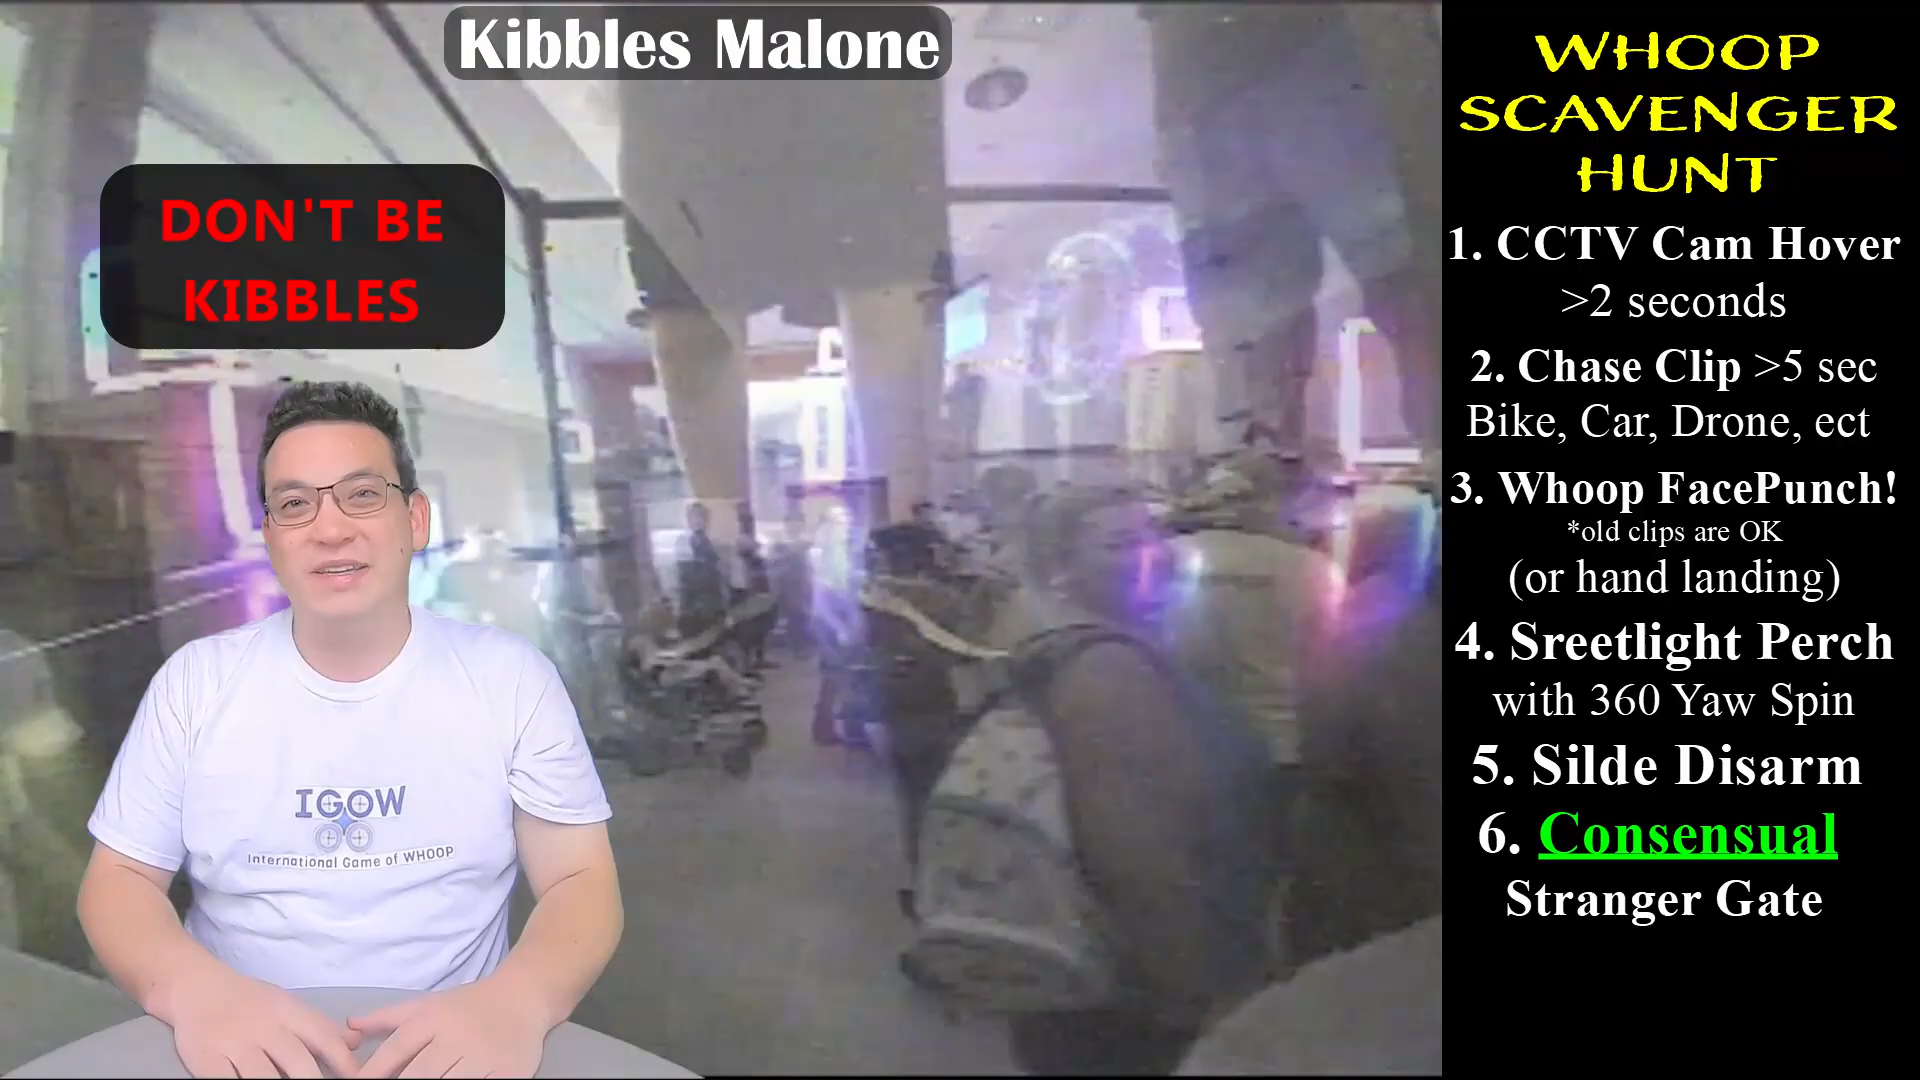 Kibbles Malone
DON'T BE
KIBBLES
IGOW
International Game of WHOOP
WHOOP
SCAVENGER
HUNT
1. CCTV Cam Hover
>2 seconds
2. Chase Clip >5 sec
Bike, Car, Drone, ect
3. Whoop FacePunch!
*old clips are OK
(or hand landing)
4. Sreetlight Perch
with 360 Yaw Spin
5. Silde Disarm
6. Consensual
Stranger Gate